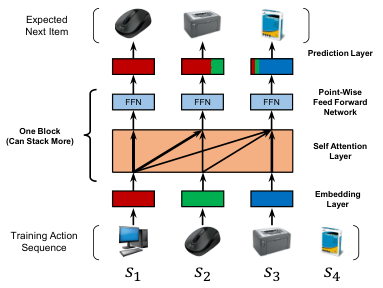 Expected
Next Item
Prediction Layer
FFN
FFN
FFN
Point-Wise
Feed Forward
Network
One Block
(Can Stack More)
Self Attention
Layer
Embedding
Layer
Training Action
Sequence
S1
S2
S3
S4